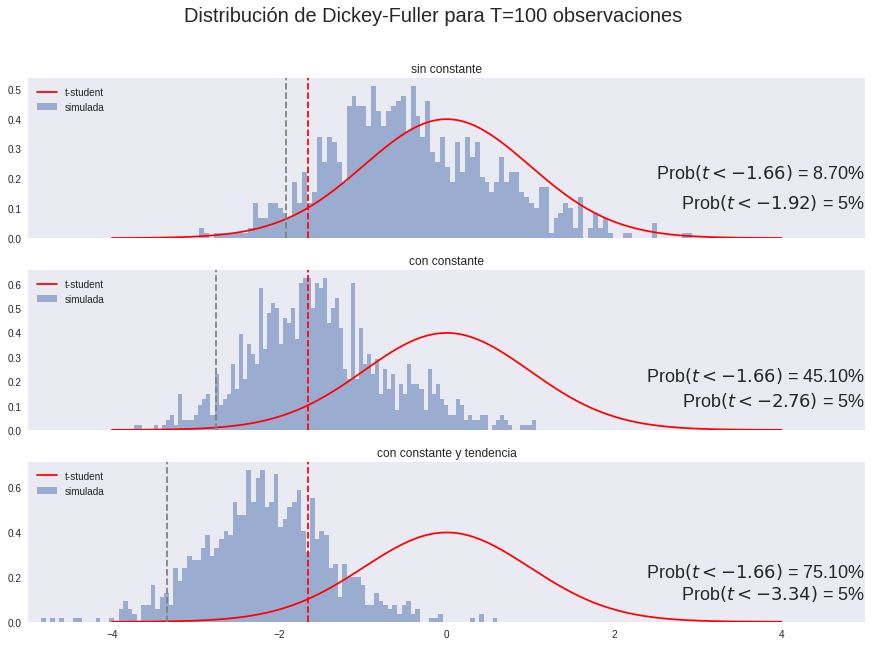 Distribución de Dickey-Fuller para T=100 observaciones
sin constante
0.5
0.4
0.3
0.2
0.1
0.0
t-student
simulada
Prob(t < −1.66) = 8.70%
Prob(t < −1.92) = 5%
con constante
0.6
0.5
0.4
0.3
0.2
0.1
0.0
t-student
simulada
Prob(t < −1.66) = 45.10%
Prob(t < −2.76) = 5%
con constante y tendencia
0.6
0.4
0.2
0.0
t-student
simulada
Prob(t < −1.66) = 75.10%
Prob(t < −3.34) = 5%
−4 −2 0 2 4